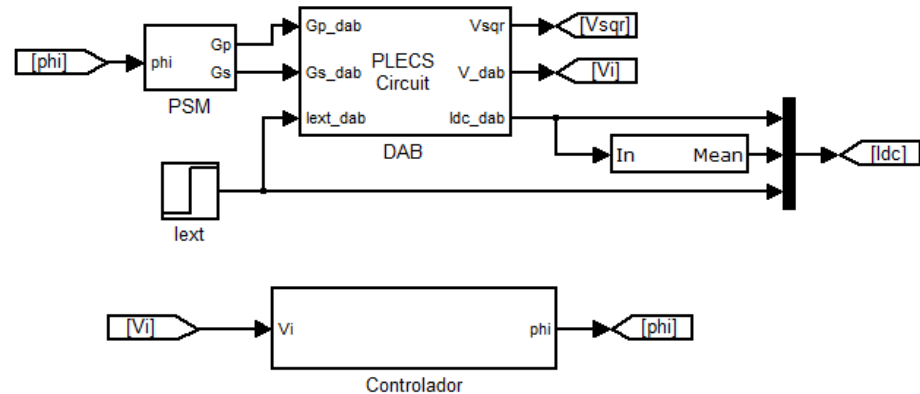 [phi]
phi
Gp
Gs
PSM
Gp_dab
Gs_dab
Iext_dab
PLECS
Circuit
Vsqr
V_dab
Idc_dab
DAB
[Vsqr]
[Vi]
In
Mean
[Idc]
Iext
[Vi]
Vi
phi
[phi]
Controlador